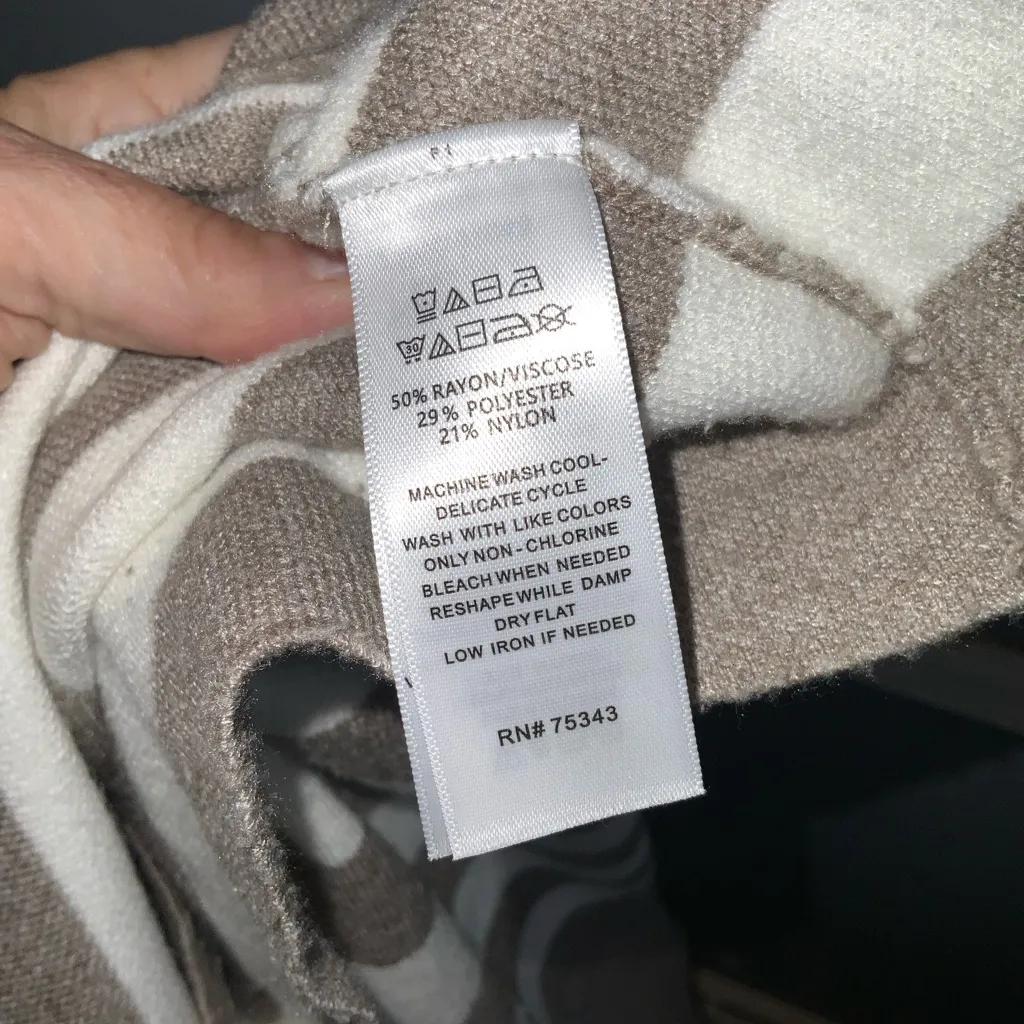 30
50% RAYON/VISCOSE
29% POLYESTER
21% NYLON
MACHINE WASH COOL-
DELICATE CYCLE
WASH WITH LIKE COLORS
ONLY NON-CHLORINE
BLEACH WHEN NEEDED
RESHAPE WHILE DAMP
DRY FLAT
LOW IRON IF NEEDED
RN# 75343